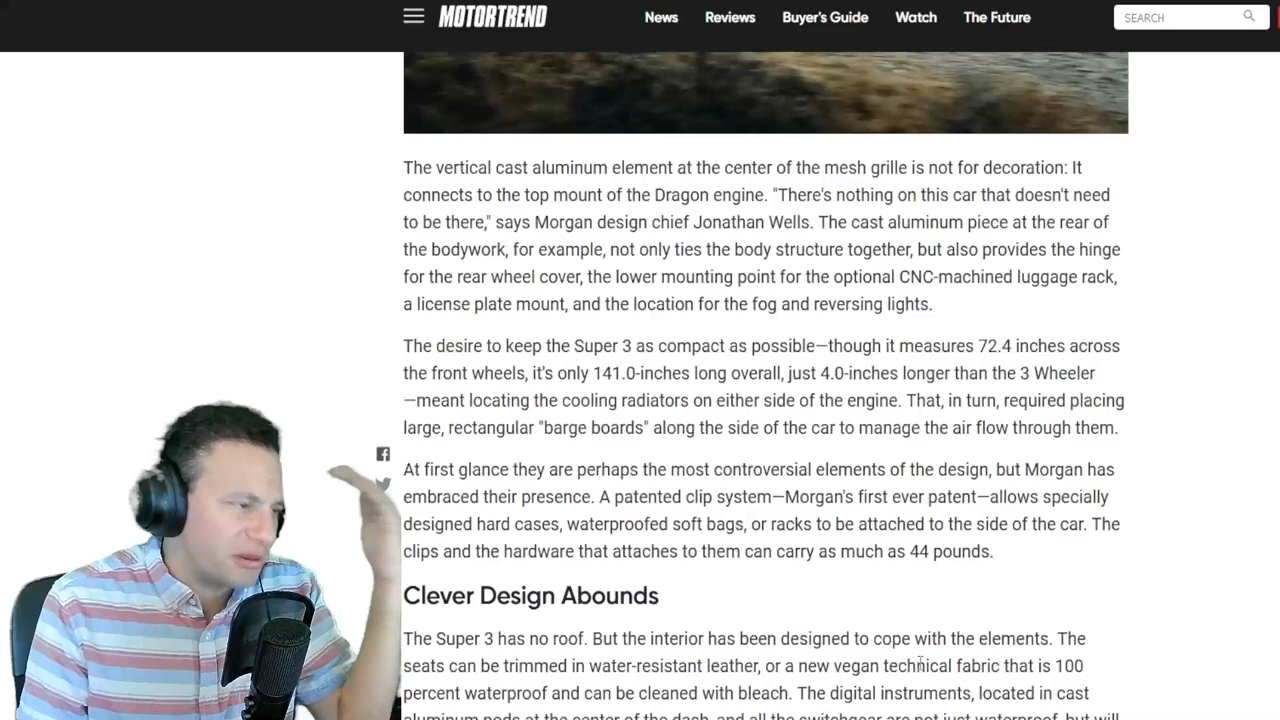 MOTORTREND
News Reviews Buyer's Guide Watch The Future
SEARCH
The vertical cast aluminum element at the center of the mesh grille is not for decoration: It
connects to the top mount of the Dragon engine. "There's nothing on this car that doesn't need
to be there," says Morgan design chief Jonathan Wells. The cast aluminum piece at the rear of
the bodywork, for example, not only ties the body structure together, but also provides the hinge
for the rear wheel cover, the lower mounting point for the optional CNC-machined luggage rack,
a license plate mount, and the location for the fog and reversing lights.
The desire to keep the Super 3 as compact as possible—though it measures 72.4 inches across
the front wheels, it's only 141.0-inches long overall, just 4.0-inches longer than the 3 Wheeler
—meant locating the cooling radiators on either side of the engine. That, in turn, required placing
large, rectangular "barge boards" along the side of the car to manage the air flow through them.
At first glance they are perhaps the most controversial elements of the design, but Morgan has
embraced their presence. A patented clip system—Morgan's first ever patent—allows specially
designed hard cases, waterproofed soft bags, or racks to be attached to the side of the car. The
clips and the hardware that attaches to them can carry as much as 44 pounds.
Clever Design Abounds
The Super 3 has no roof. But the interior has been designed to cope with the elements. The
seats can be trimmed in water-resistant leather, or a new vegan technical fabric that is 100
percent waterproof and can be cleaned with bleach. The digital instruments, located in cast
aluminum pods at the center of the dash, and all the switchgear are not just waterproof, but will